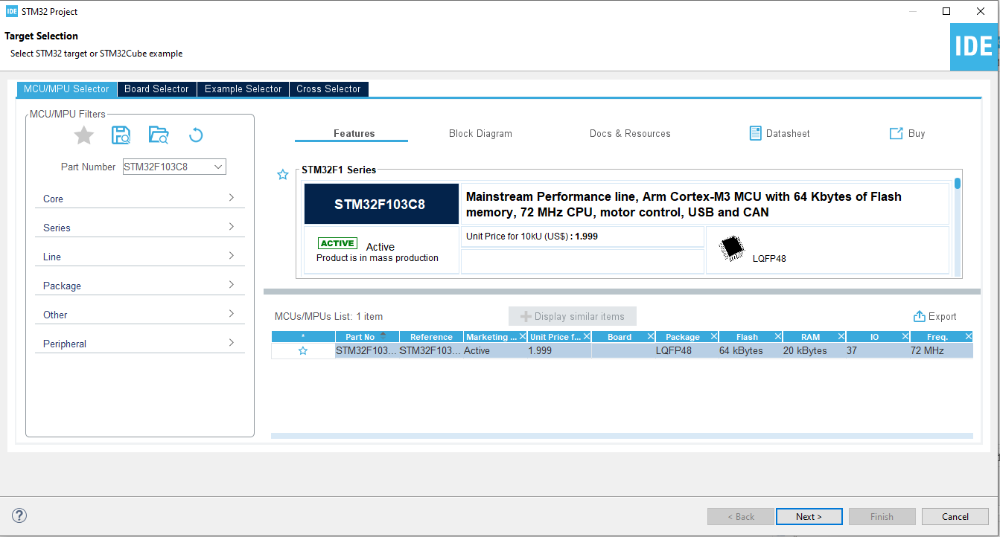 IDE STM32 Project
Target Selection
Select STM32 target or STM32Cube example
IDE
MCU/MPU Selector Board Selector Example Selector Cross Selector
MCU/MPU Filters
Part Number STM32F103C8
Core
Series
Line
Package
Other
Peripheral
Features Block Diagram Docs & Resources Datasheet Buy
STM32F1 Series
STM32F103C8
Mainstream Performance line, Arm Cortex-M3 MCU with 64 Kbytes of Flash
memory, 72 MHz CPU, motor control, USB and CAN
ACTIVE Active
Product is in mass production
Unit Price for 10kU (US$) : 1.999
LQFP48
MCUs/MPUs List: 1 item Display similar items Export
* Part No Reference Marketing ... Unit Price f... Board Package Flash RAM IO Freq.
STM32F103... STM32F103... Active 1.999 LQFP48 64 kBytes 20 kBytes 37 72 MHz
? < Back Next > Finish Cancel